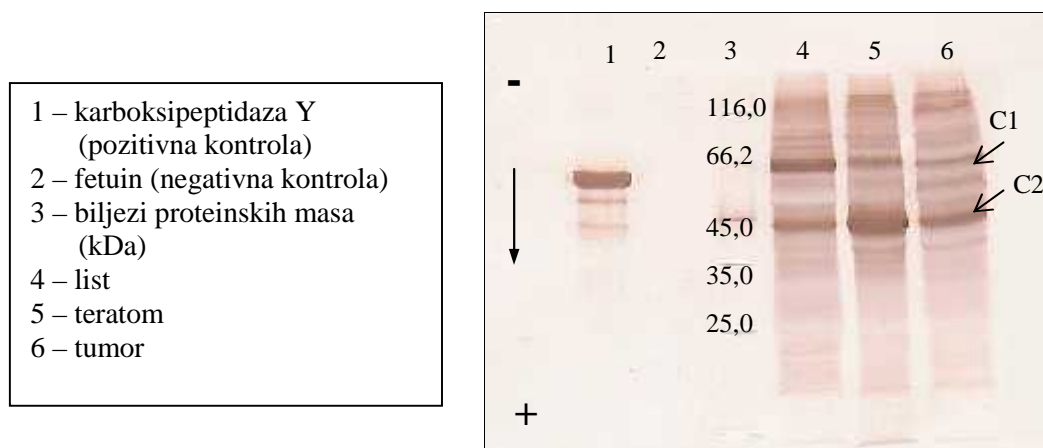 1 – karboksipeptidaza Y
(pozitivna kontrola)
2 – fetuin (negativna kontrola)
3 – biljezi proteinskih masa
(kDa)
4 – list
5 – teratom
6 – tumor
1 2 3 4 5 6
-
116,0
C1
66,2
C2
45,0
35,0
25,0
+